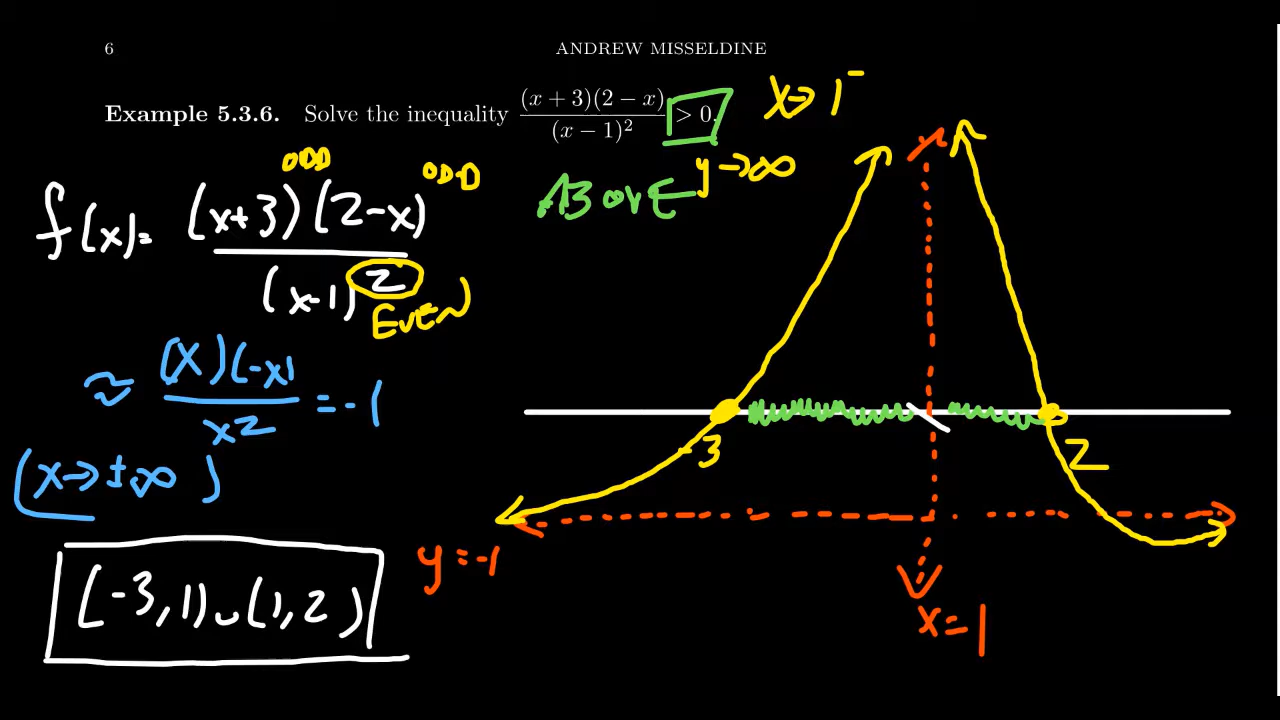 6 ANDREW MISSELDINE
Example 5.3.6. Solve the inequality (x + 3)(2 − x) / (x − 1)² > 0.
x→1⁻
y→∞
ABOVE
ODD ODD
f(x)= (x+3)(2-x) / (x-1)²
EVEN
≈ (x)(-x) / x² = -1
(x→±∞)
-3
2
y=-1
x=1
(-3,1)∪(1,2)